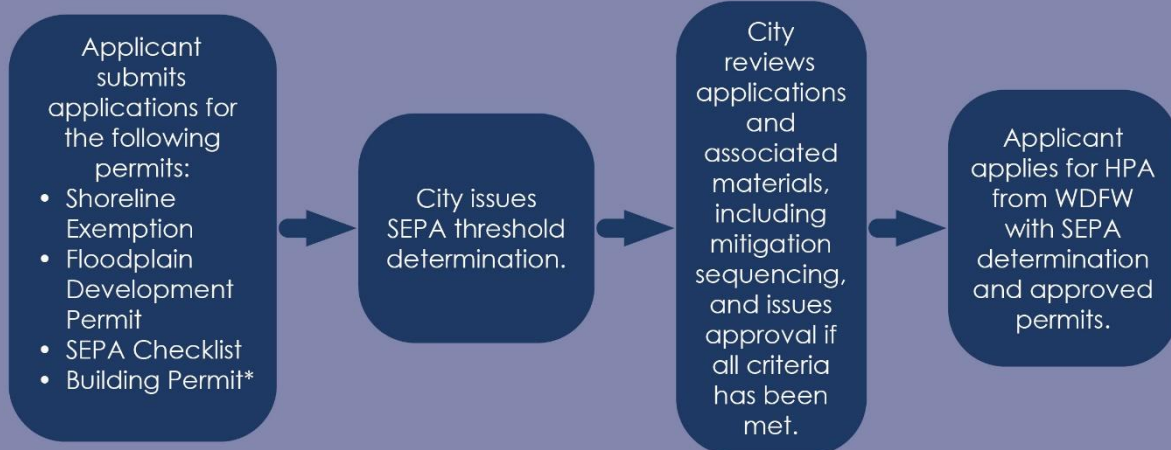 Applicant
submits
applications for
the following
permits:
• Shoreline
Exemption
• Floodplain
Development
Permit
• SEPA Checklist
• Building Permit*
City issues
SEPA threshold
determination.
City
reviews
applications
and
associated
materials,
including
mitigation
sequencing,
and issues
approval if
all criteria
has been
met.
Applicant
applies for HPA
from WDFW
with SEPA
determination
and approved
permits.